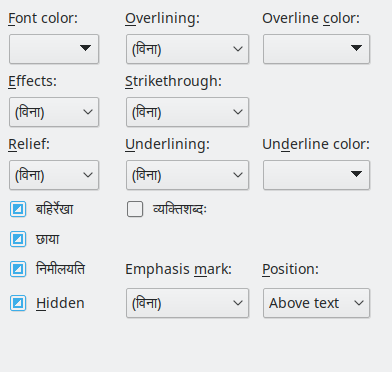 Font color: Overlining: Overline color:
(विना)
Effects: Strikethrough:
(विना) (विना)
Relief: Underlining: Underline color:
(विना) (विना)
बहिर्रेखा व्यक्तिशब्दः
छाया
निमीलयति Emphasis mark: Position:
Hidden (विना) Above text